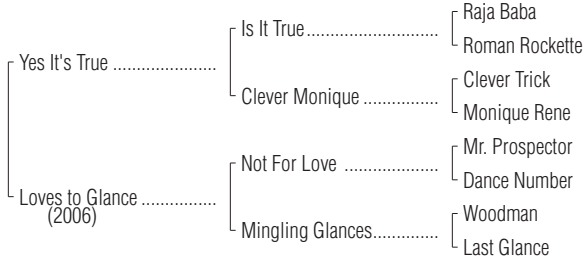 Raja Baba
Is It True
Roman Rockette
Yes It's True
Clever Trick
Clever Monique
Monique Rene
Mr. Prospector
Not For Love
Dance Number
Loves to Glance
(2006)
Woodman
Mingling Glances
Last Glance